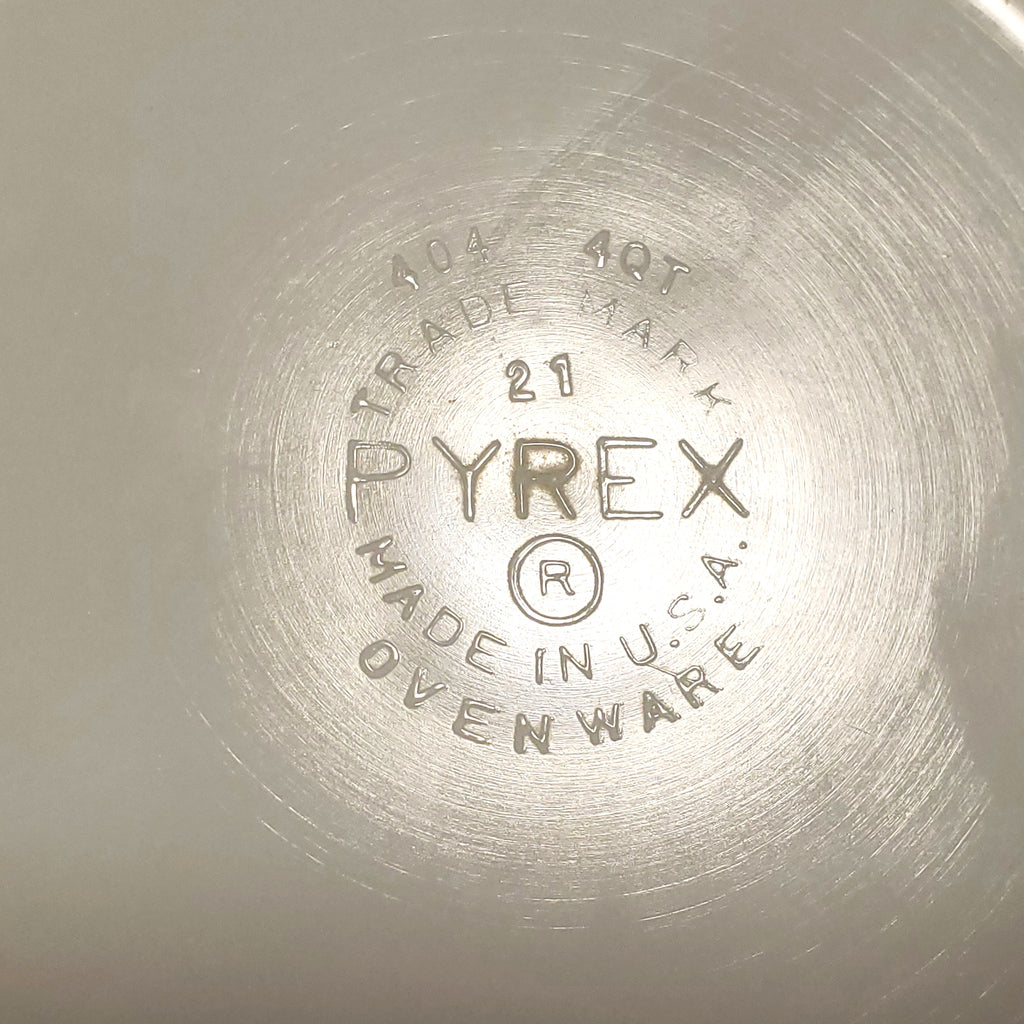 404 4QT
TRADE MARK
21
PYREX
®
MADE IN U.S.A.
OVENWARE